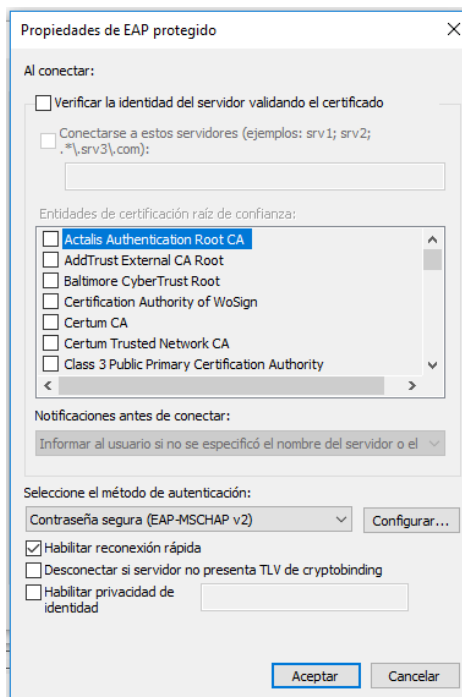 Propiedades de EAP protegido
Al conectar:
Verificar la identidad del servidor validando el certificado
Conectarse a estos servidores (ejemplos: srv1; srv2;
.*\.srv3\.com):
Entidades de certificación raíz de confianza:
Actalis Authentication Root CA
AddTrust External CA Root
Baltimore CyberTrust Root
Certification Authority of WoSign
Certum CA
Certum Trusted Network CA
Class 3 Public Primary Certification Authority
Notificaciones antes de conectar:
Informar al usuario si no se especificó el nombre del servidor o el
Seleccione el método de autenticación:
Contraseña segura (EAP-MSCHAP v2)
Configurar...
Habilitar reconexión rápida
Desconectar si servidor no presenta TLV de cryptobinding
Habilitar privacidad de
identidad
Aceptar
Cancelar